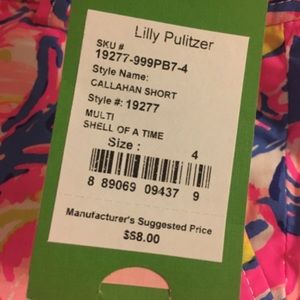 Lilly Pulitzer
SKU #
19277-999PB7-4
Style Name:
CALLAHAN SHORT
Style #: 19277
MULTI
SHELL OF A TIME
Size : 4
8 89069 09437 9
Manufacturer's Suggested Price
$58.00